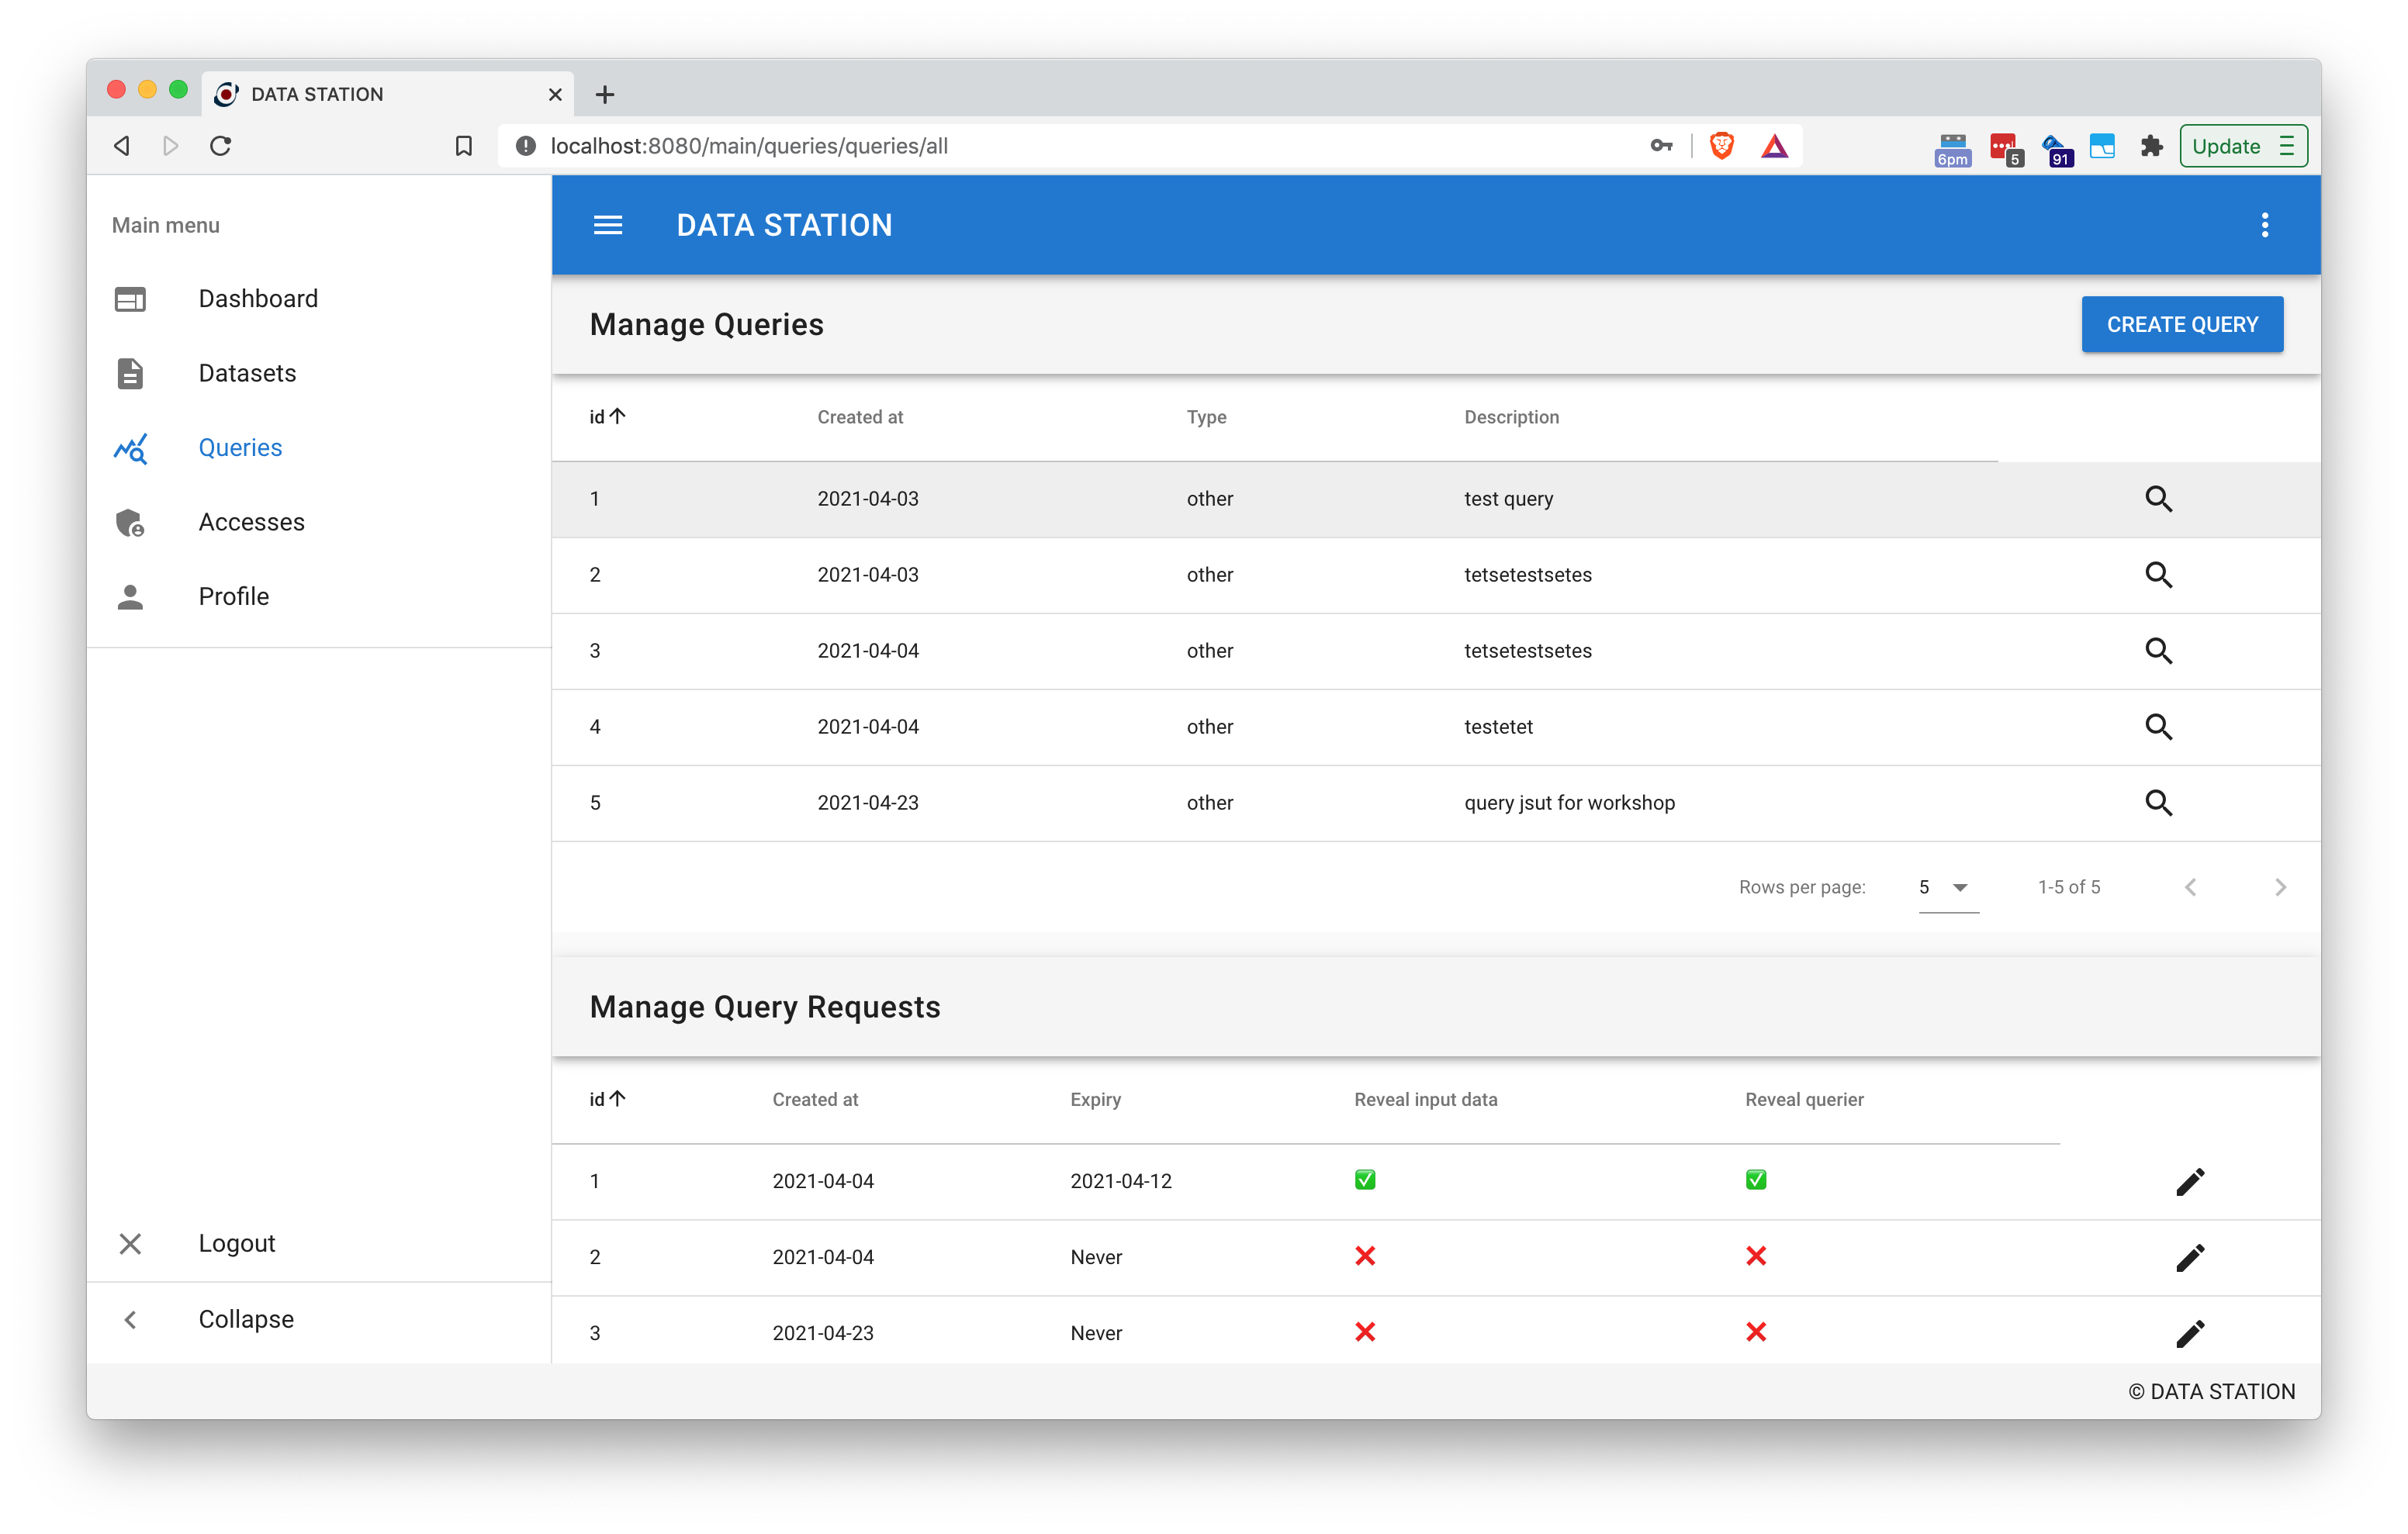 DATA STATION
localhost:8080/main/queries/queries/all
6pm
5
91
Update
Main menu
Dashboard
Datasets
Queries
Accesses
Profile
Logout
Collapse
DATA STATION
Manage Queries
CREATE QUERY
id Created at Type Description
1 2021-04-03 other test query
2 2021-04-03 other tetsetestsetes
3 2021-04-04 other tetsetestsetes
4 2021-04-04 other testetet
5 2021-04-23 other query jsut for workshop
Rows per page: 5 1-5 of 5
Manage Query Requests
id Created at Expiry Reveal input data Reveal querier
1 2021-04-04 2021-04-12
2 2021-04-04 Never
3 2021-04-23 Never
© DATA STATION